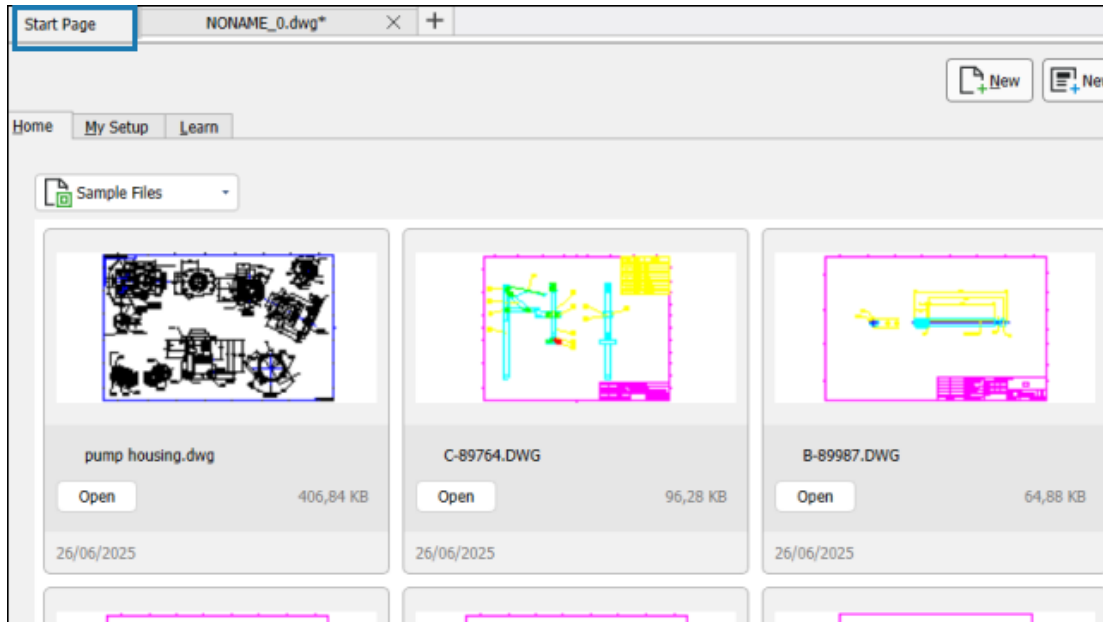 Start Page NONAME_0.dwg*
New
Home My Setup Learn
Sample Files
pump housing.dwg C-89764.DWG B-89987.DWG
Open 406,84 KB Open 96,28 KB Open 64,88 KB
26/06/2025 26/06/2025 26/06/2025